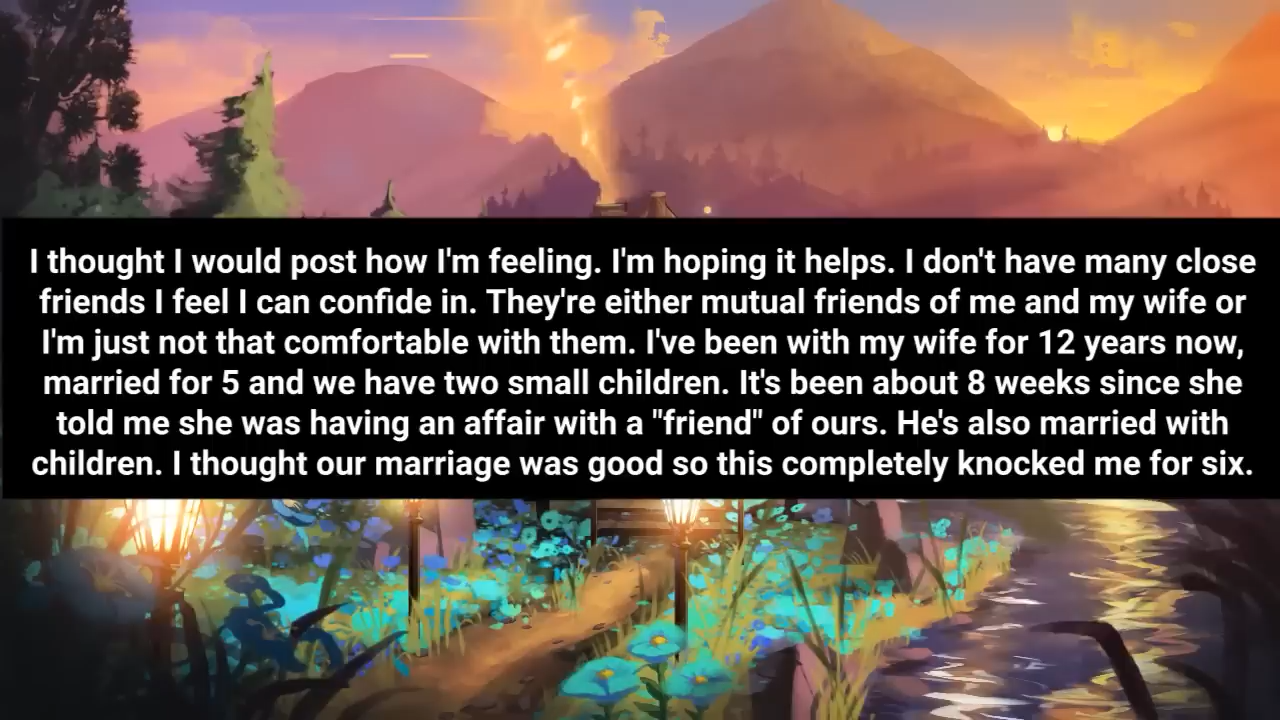 I thought I would post how I'm feeling. I'm hoping it helps. I don't have many close
friends I feel I can confide in. They're either mutual friends of me and my wife or
I'm just not that comfortable with them. I've been with my wife for 12 years now,
married for 5 and we have two small children. It's been about 8 weeks since she
told me she was having an affair with a "friend" of ours. He's also married with
children. I thought our marriage was good so this completely knocked me for six.